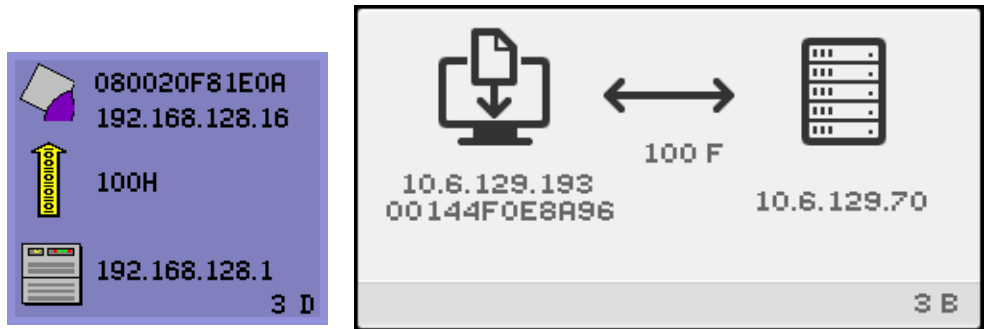 080020F81E0A
192.168.128.16
100H
192.168.128.1
3 D
100 F
10.6.129.193
00144F0E8A96
10.6.129.70
3 B